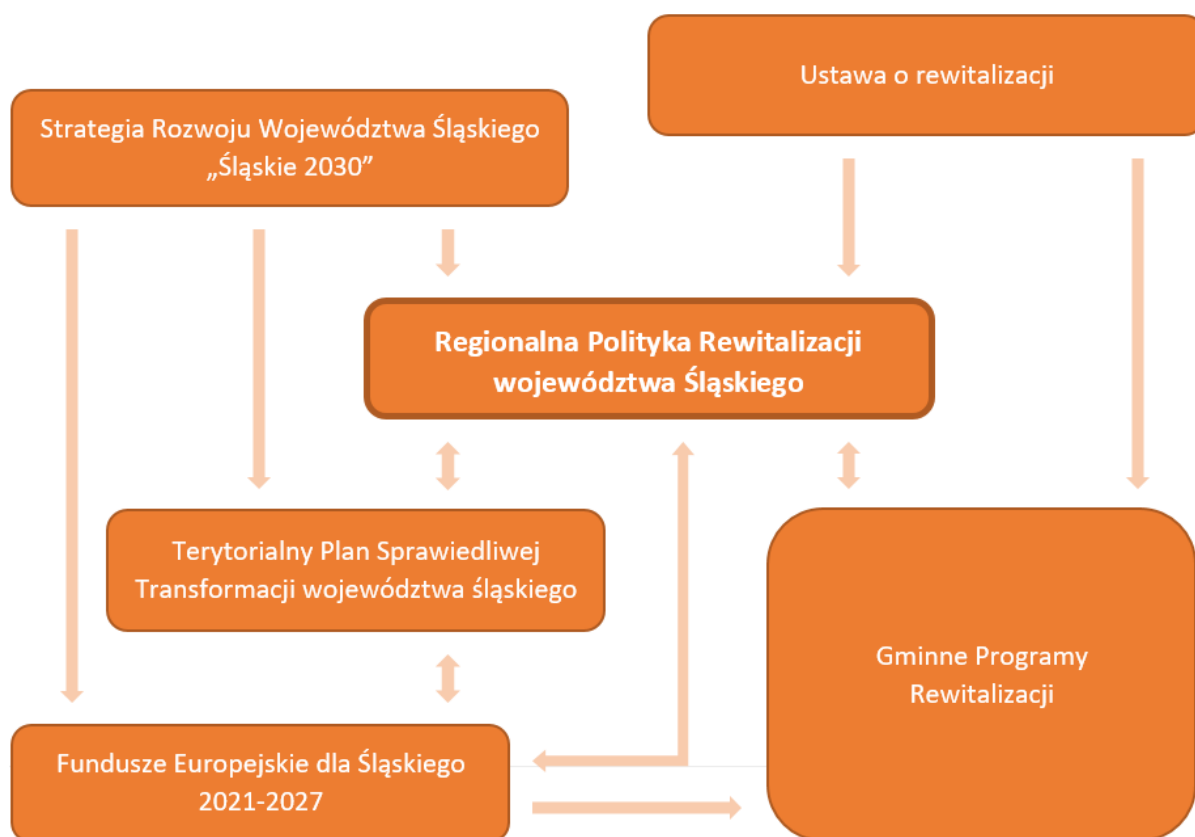 Ustawa o rewitalizacji
Strategia Rozwoju Województwa Śląskiego
„Śląskie 2030”
Regionalna Polityka Rewitalizacji
województwa Śląskiego
Terytorialny Plan Sprawiedliwej
Transformacji województwa śląskiego
Gminne Programy
Rewitalizacji
Fundusze Europejskie dla Śląskiego
2021-2027